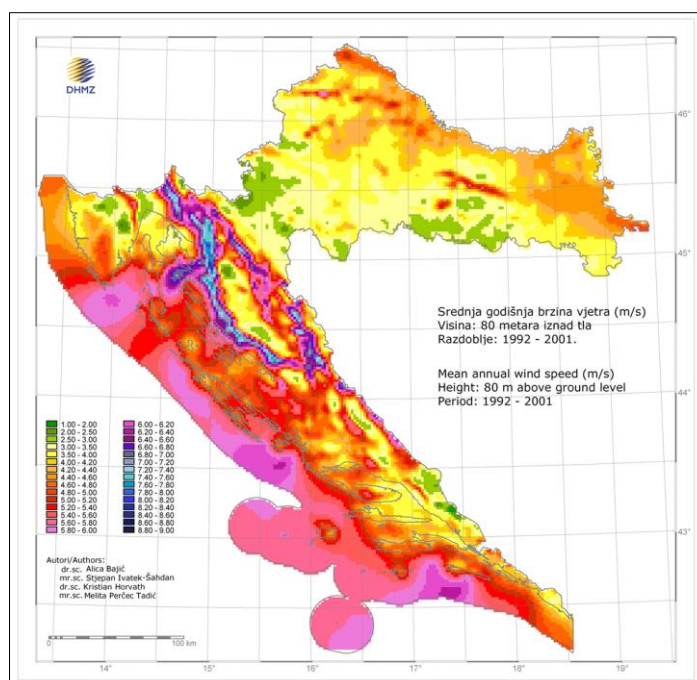 DHMZ
46°
45°
Srednja godišnja brzina vjetra (m/s)
Visina: 80 metara iznad tla
Razdoblje: 1992 - 2001.
Mean annual wind speed (m/s)
Height: 80 m above ground level
Period: 1992 - 2001
44°
1.00 - 2.00 6.00 - 6.20
2.00 - 2.50 6.20 - 6.40
2.50 - 3.00 6.40 - 6.60
3.00 - 3.50 6.60 - 6.80
3.50 - 4.00 6.80 - 7.00
4.00 - 4.20 7.00 - 7.20
4.20 - 4.40 7.20 - 7.40
4.40 - 4.60 7.40 - 7.60
4.60 - 4.80 7.60 - 7.80
4.80 - 5.00 7.80 - 8.00
5.00 - 5.20 8.00 - 8.20
5.20 - 5.40 8.20 - 8.40
5.40 - 5.60 8.40 - 8.60
5.60 - 5.80 8.60 - 8.80
5.80 - 6.00 8.80 - 9.00
43°
Autori/Authors:
dr.sc. Alica Bajić
mr.sc. Stjepan Ivatek-Šahdan
dr.sc. Kristian Horvath
mr.sc. Melita Perčec Tadić
0 100 km
14° 15° 16° 17° 18° 19°